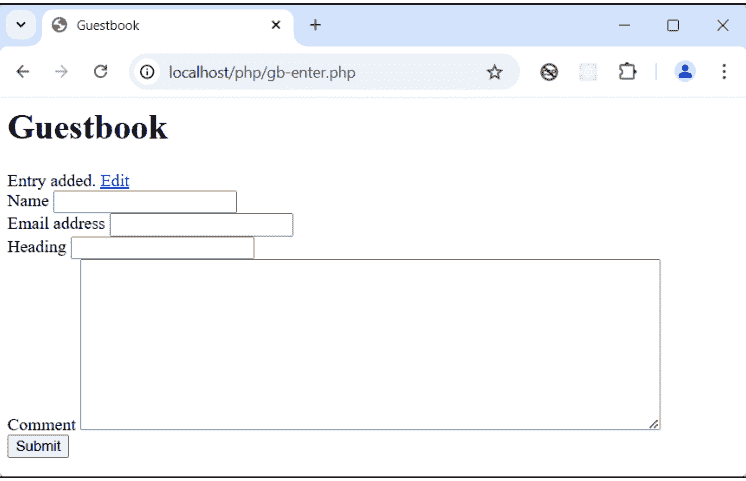 Guestbook
localhost/php/gb-enter.php
Guestbook
Entry added. Edit
Name
Email address
Heading
Comment
Submit